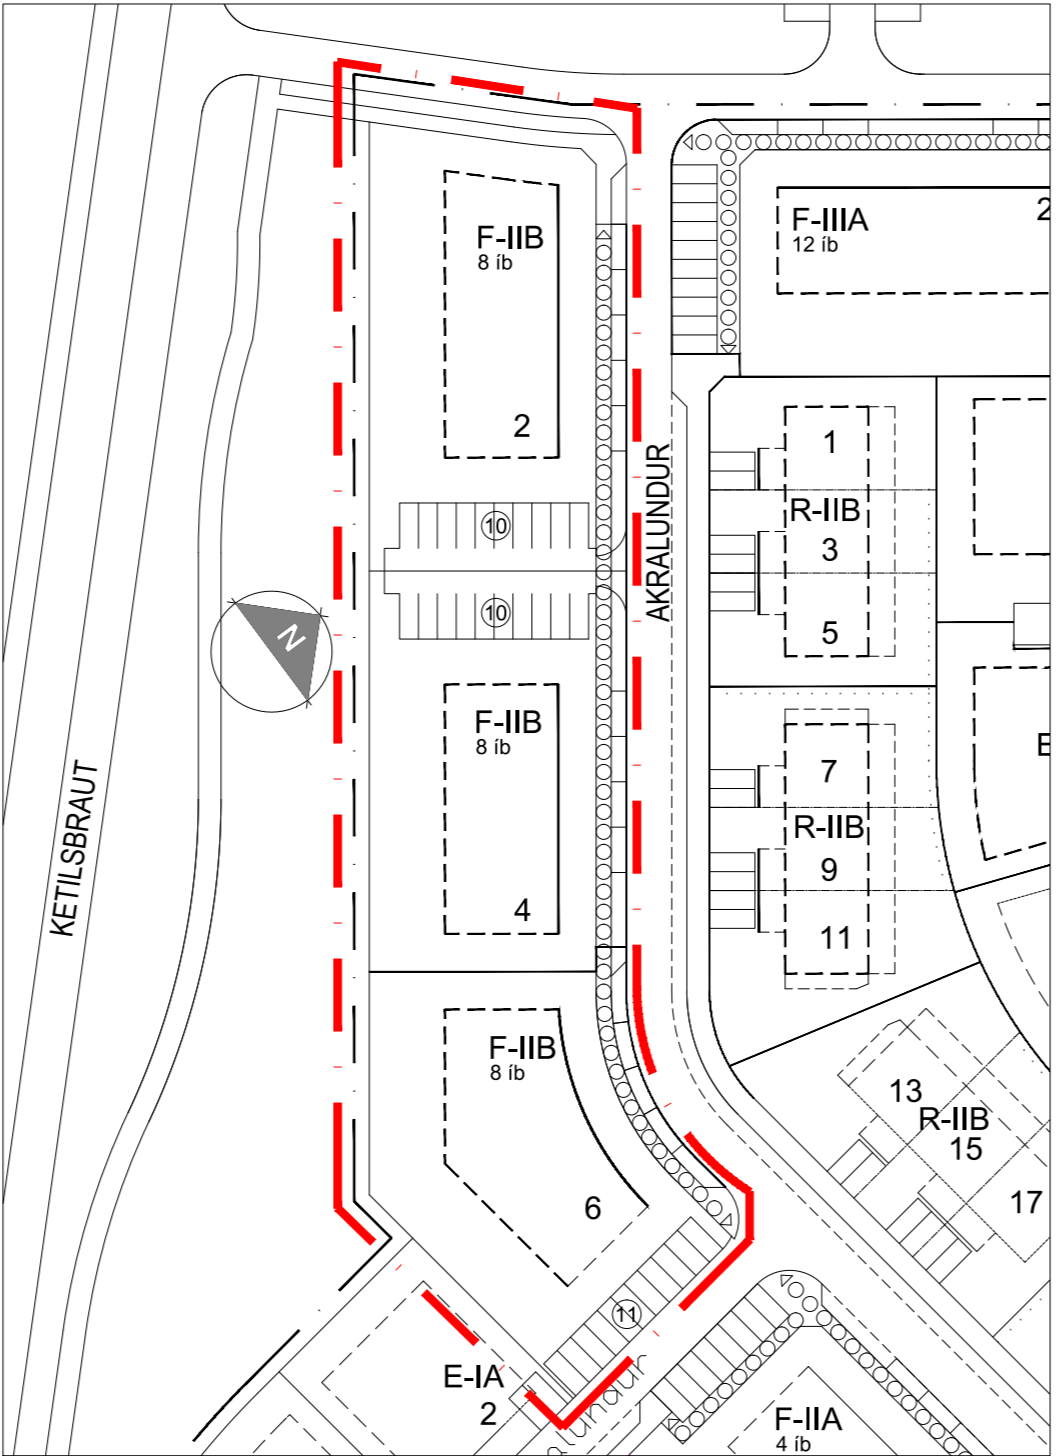 F-IIB
8 íb
2
10
10
F-IIB
8 íb
4
F-IIB
8 íb
6
11
E-IA
2
KETILSBRAUT
N
AKRALUNDUR
F-IIIA
12 íb
2
1
R-IIB
3
5
7
R-IIB
9
11
13
R-IIB
15
17
F-IIA
4 íb